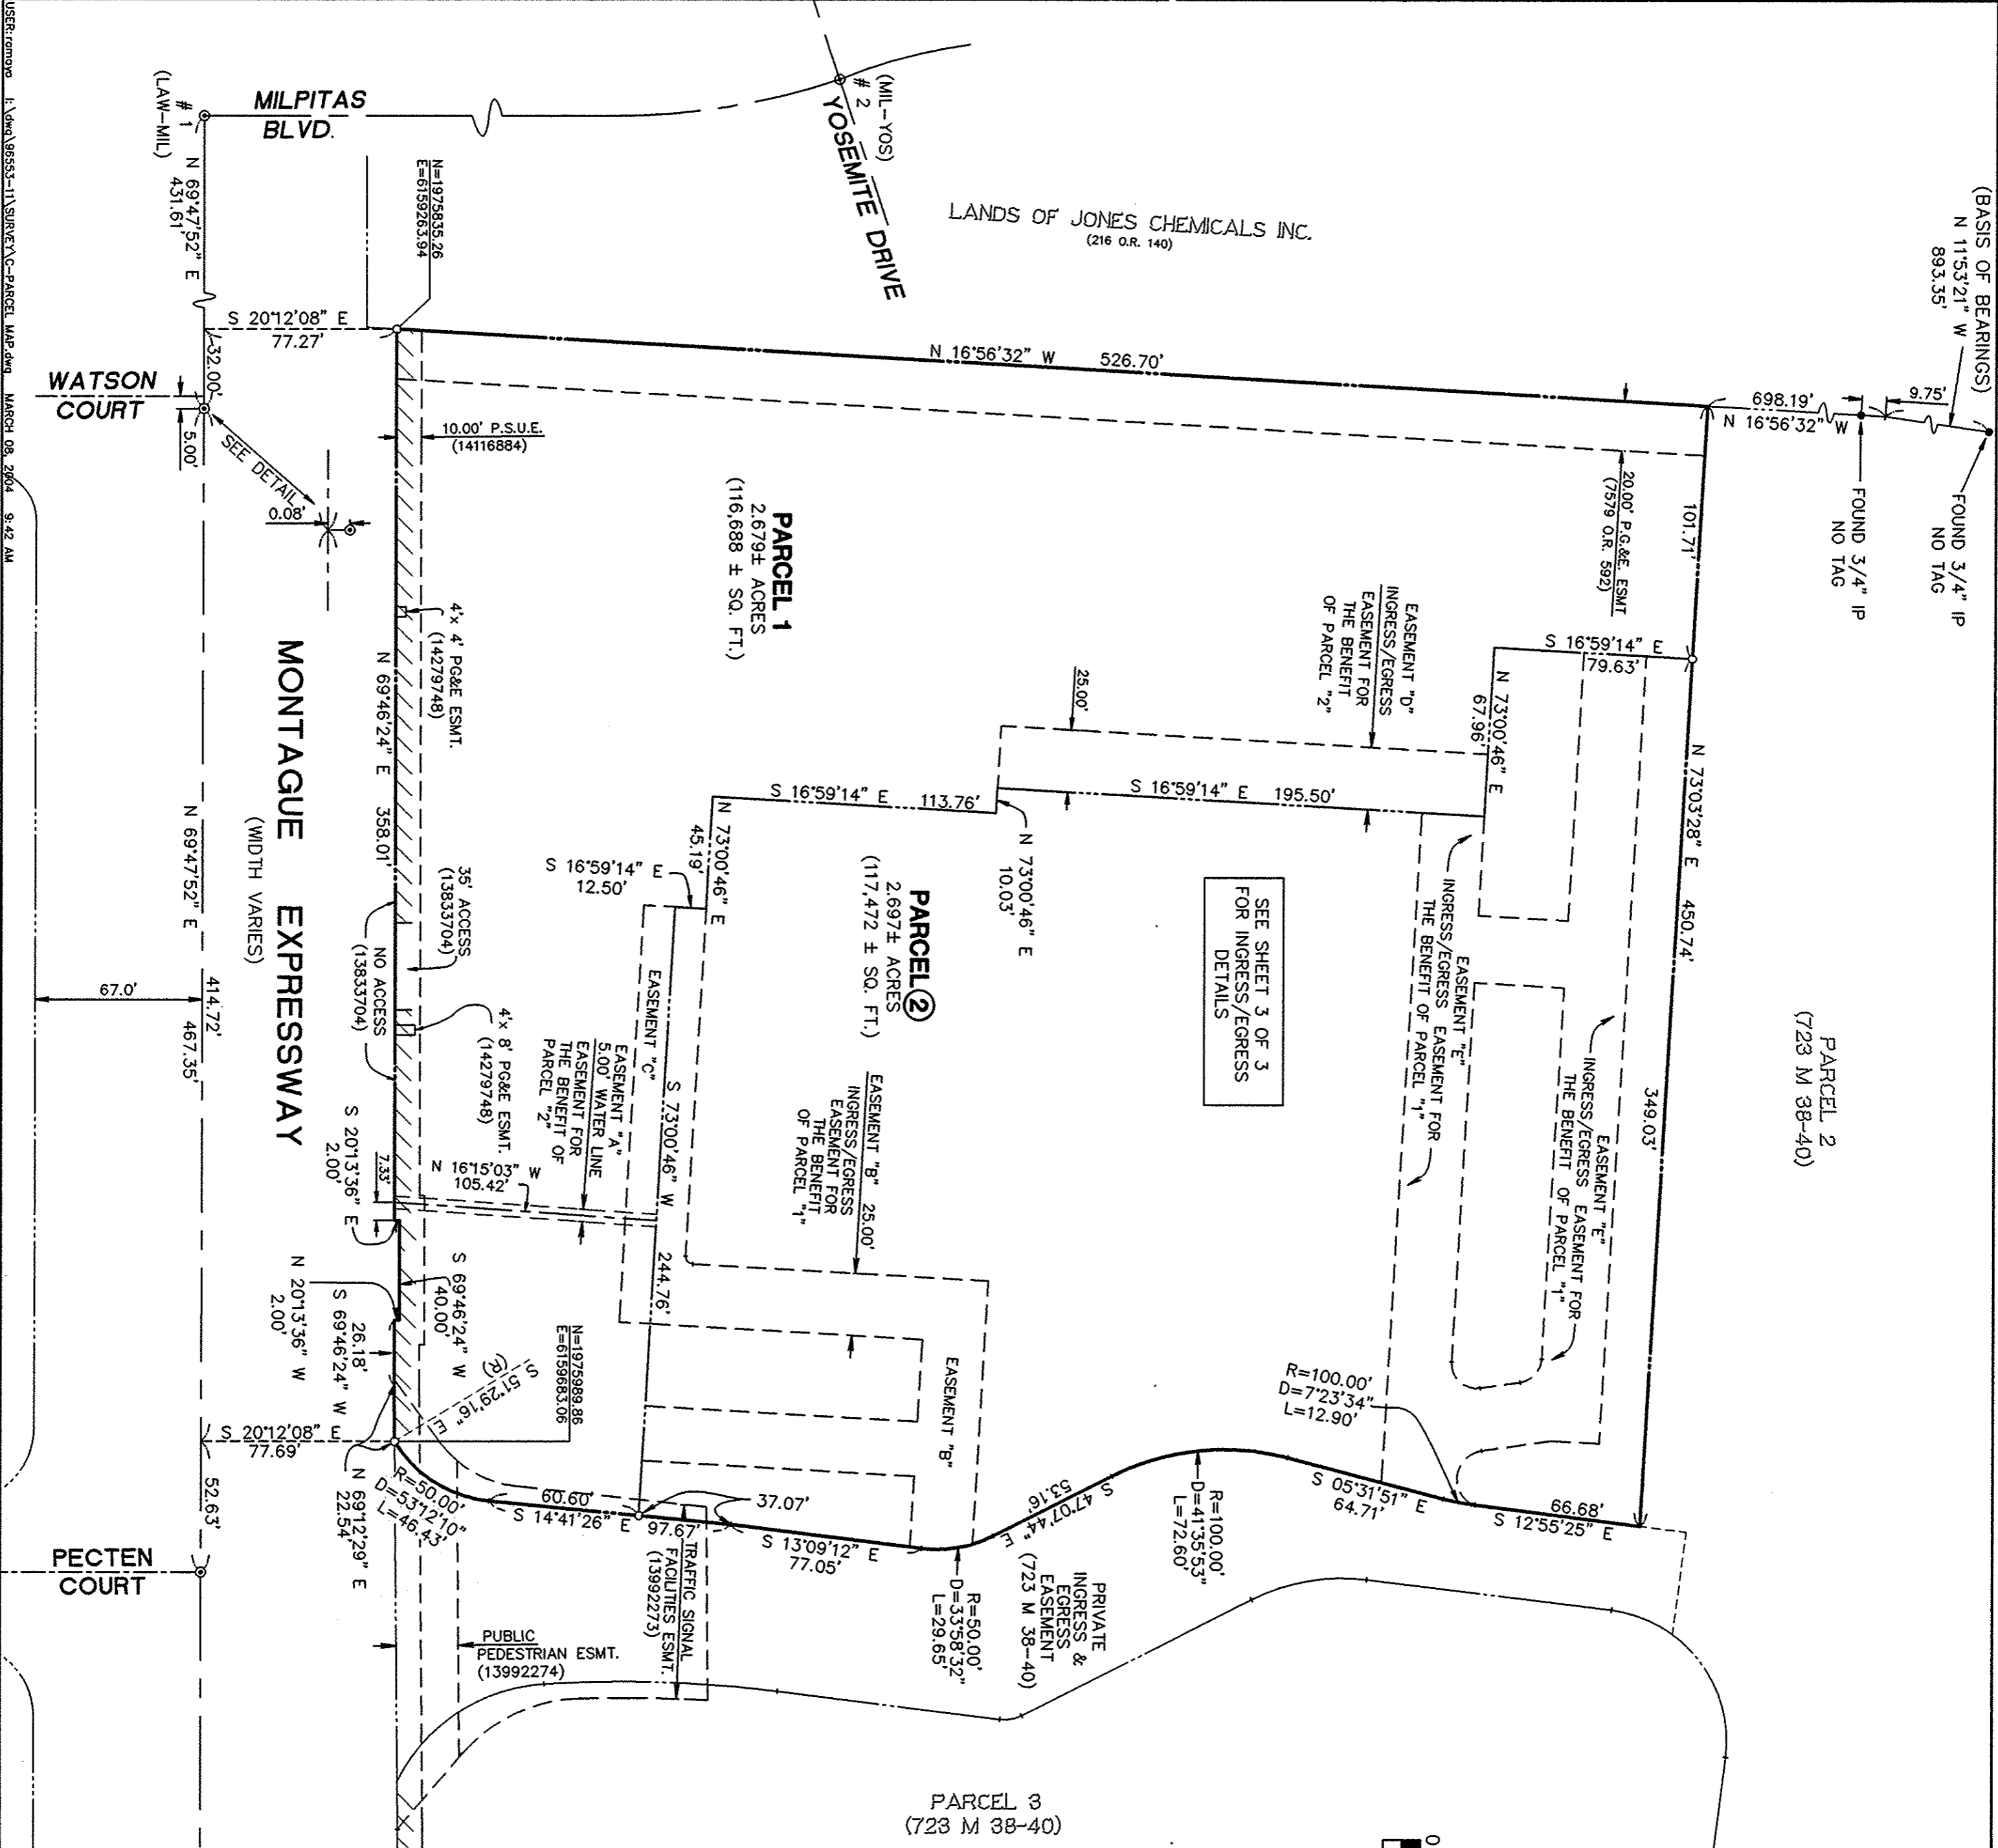 USER: romoya I:\dwg\96553-11\SURVEY\C-PARCEL MAP.dwg MARCH 08, 2004 9:42 AM
MILPITAS
BLVD.
# 1
(LAW-MIL)
N 69°47'52" E
431.61'
(MIL-YOS)
# 2
YOSEMITE DRIVE
LANDS OF JONES CHEMICALS INC.
(216 O.R. 140)
(BASIS OF BEARINGS)
N 11°53'21" W
893.35'
N=1975835.26
E=6159263.94
S 20°12'08" E
77.27'
32.00'
WATSON
COURT
5.00'
SEE DETAIL
0.08'
10.00' P.S.U.E.
(14116884)
N 16°56'32" W 526.70'
698.19'
N 16°56'32" W
9.75'
FOUND 3/4" IP
NO TAG
FOUND 3/4" IP
NO TAG
20.00' P.G.&E. ESMT
(7579 O.R. 592)
101.71'
PARCEL 1
2.679± ACRES
(116,688 ± SQ. FT.)
4'x 4' PG&E ESMT.
(14279748)
N 69°46'24" E 358.01'
MONTAGUE EXPRESSWAY
(WIDTH VARIES)
EASEMENT "D"
INGRESS/EGRESS
EASEMENT FOR
THE BENEFIT
OF PARCEL "2"
25.00'
S 16°59'14" E
79.63'
N 73°00'46" E
67.96'
N 73°03'28" E 450.74'
S 16°59'14" E 195.50'
S 16°59'14" E 113.76'
N 73°00'46" E
10.03'
N 73°00'46" E
45.19'
S 16°59'14" E
12.50'
PARCEL 2
2.697± ACRES
(117,472 ± SQ. FT.)
SEE SHEET 3 OF 3
FOR INGRESS/EGRESS
DETAILS
EASEMENT "E"
INGRESS/EGRESS EASEMENT FOR
THE BENEFIT OF PARCEL "1"
EASEMENT "E"
INGRESS/EGRESS EASEMENT FOR
THE BENEFIT OF PARCEL "1"
349.03'
PARCEL 2
(723 M 38-40)
35' ACCESS
(13833704)
NO ACCESS
(13833704)
N 69°47'52" E 414.72'
467.35'
67.0'
4'x 8' PG&E ESMT.
(14279748)
EASEMENT "C"
EASEMENT "A"
5.00' WATER LINE
EASEMENT FOR
THE BENEFIT OF
PARCEL "2"
S 73°00'46" W 244.76'
EASEMENT "B" 25.00'
INGRESS/EGRESS
EASEMENT FOR
THE BENEFIT
OF PARCEL "1"
EASEMENT "B"
N 16°15'03" W
105.42'
7.33'
S 20°13'36" E
2.00'
S 69°46'24" W
40.00'
N 20°13'36" W
2.00'
26.18'
S 69°46'24" W
S 51°29'16" E
(R)
N=1975989.86
E=6159683.06
S 20°12'08" E
77.69'
N 69°12'29" E
22.54'
52.63'
PECTEN
COURT
R=50.00'
D=53°12'10"
L=46.43'
60.60'
S 14°41'26" E
97.67'
37.07'
S 13°09'12" E
77.05'
R=50.00'
D=33°58'32"
L=29.65'
S 47°07'44" E
53.16'
R=100.00'
D=41°35'53"
L=72.60'
S 05°31'51" E
64.71'
R=100.00'
D=7°23'34"
L=12.90'
66.68'
S 12°55'25" E
TRAFFIC SIGNAL
FACILITIES ESMT.
(13992273)
PRIVATE
INGRESS &
EGRESS
EASEMENT
(723 M 38-40)
PUBLIC
PEDESTRIAN ESMT.
(13992274)
PARCEL 3
(723 M 38-40)
0